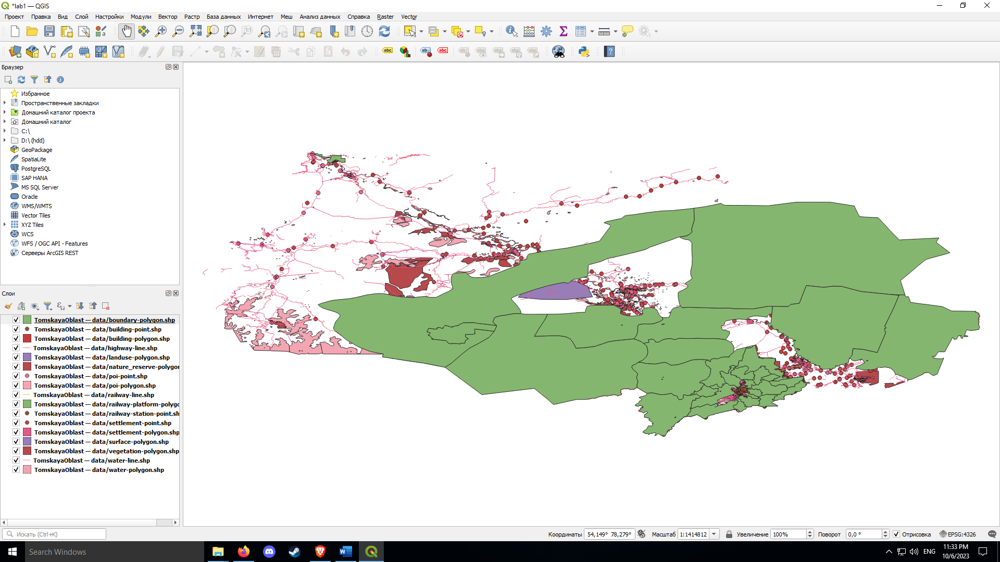 *lab1 — QGIS
Проект Правка Вид Слой Настройки Модули Вектор Растр База данных Интернет Меш Анализ данных Справка Raster Vector
Браузер
Избранное
Пространственные закладки
Домашний каталог проекта
Домашний каталог
C:\
D:\ (hdd)
GeoPackage
SpatiaLite
PostgreSQL
SAP HANA
MS SQL Server
Oracle
WMS/WMTS
Vector Tiles
XYZ Tiles
WCS
WFS / OGC API - Features
Серверы ArcGIS REST
Слои
TomskayaOblast — data/boundary-polygon.shp
TomskayaOblast — data/building-point.shp
TomskayaOblast — data/building-polygon.shp
TomskayaOblast — data/highway-line.shp
TomskayaOblast — data/landuse-polygon.shp
TomskayaOblast — data/nature_reserve-polygon
TomskayaOblast — data/poi-point.shp
TomskayaOblast — data/poi-polygon.shp
TomskayaOblast — data/railway-line.shp
TomskayaOblast — data/railway-platform-polygo
TomskayaOblast — data/railway-station-point.sh
TomskayaOblast — data/settlement-point.shp
TomskayaOblast — data/settlement-polygon.shp
TomskayaOblast — data/surface-polygon.shp
TomskayaOblast — data/vegetation-polygon.shp
TomskayaOblast — data/water-line.shp
TomskayaOblast — data/water-polygon.shp
Искать (Ctrl+K) Координаты 54,149° 78,279° Масштаб 1:1414812 Увеличение 100% Поворот 0,0 ° Отрисовка EPSG:4326
Search Windows ENG 11:33 PM
10/6/2023